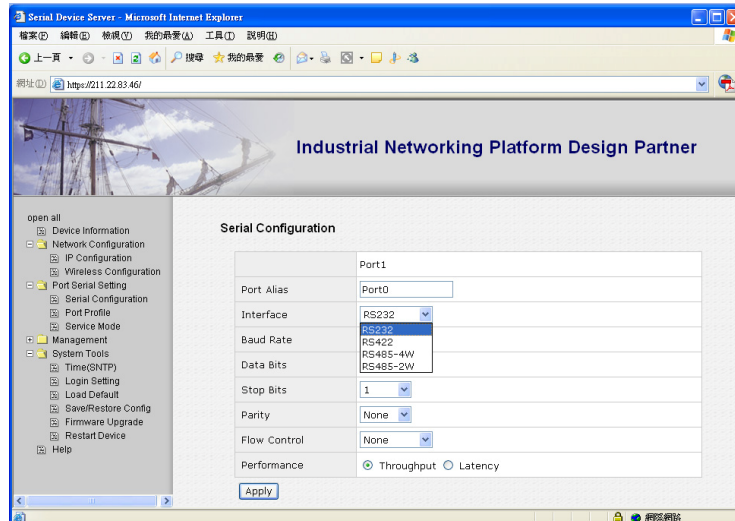 Serial Device Server - Microsoft Internet Explorer
檔案(F) 編輯(E) 檢視(V) 我的最愛(A) 工具(T) 說明(H)
上一頁 搜尋 我的最愛
網址(D) https://211.22.83.46/
Industrial Networking Platform Design Partner
open all
Device Information
Network Configuration
IP Configuration
Wireless Configuration
Port Serial Setting
Serial Configuration
Port Profile
Service Mode
Management
System Tools
Time(SNTP)
Login Setting
Load Default
Save/Restore Config
Firmware Upgrade
Restart Device
Help
Serial Configuration
Port1
Port Alias Port0
Interface RS232
RS232
RS422
RS485-4W
RS485-2W
Baud Rate
Data Bits
Stop Bits 1
Parity None
Flow Control None
Performance Throughput Latency
Apply
網際網路